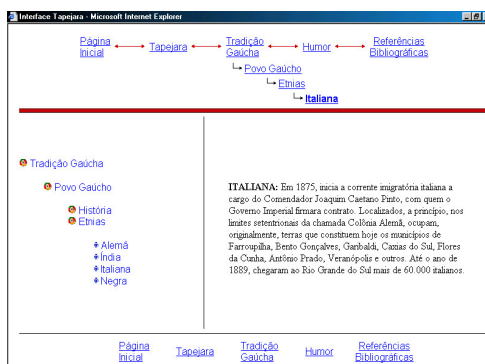 Interface Tapejara - Microsoft Internet Explorer
Página Inicial Tapejara Tradição Gaúcha Humor Referências Bibliográficas
Povo Gaúcho
Etnias
Italiana
Tradição Gaúcha
Povo Gaúcho
História
Etnias
Alemã
Índia
Italiana
Negra
ITALIANA: Em 1875, inicia a corrente imigratória italiana a
cargo do Comendador Joaquim Caetano Pinto, com quem o
Governo Imperial firmara contrato. Localizados, a princípio, nos
limites setentrionais da chamada Colônia Alemã, ocupam,
originalmente, terras que constituem hoje os municípios de
Farroupilha, Bento Gonçalves, Garibaldi, Caxias do Sul, Flores
da Cunha, Antônio Prado, Veranópolis e outros. Até o ano de
1889, chegaram ao Rio Grande do Sul mais de 60.000 italianos.
Página Inicial Tapejara Tradição Gaúcha Humor Referências Bibliográficas